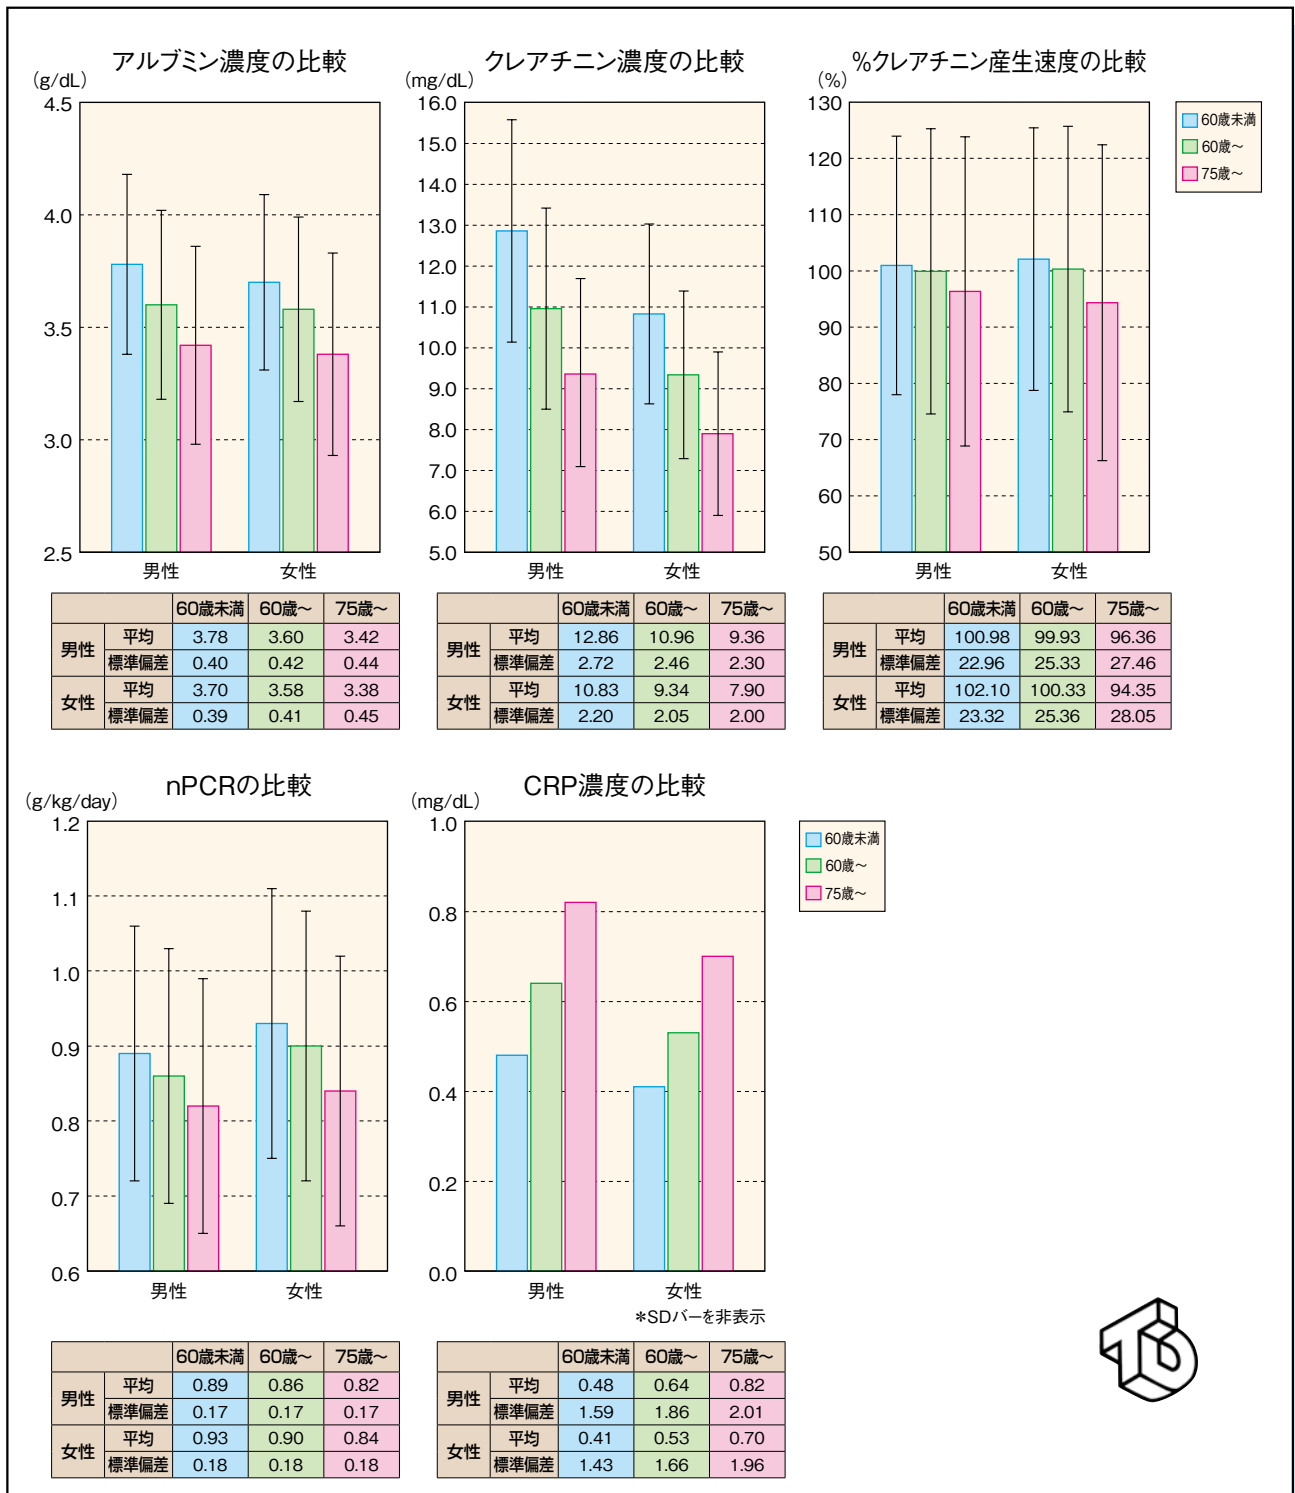 アルブミン濃度の比較
(g/dL)
4.5
4.0
3.5
3.0
2.5
男性 女性
60歳未満 60歳～ 75歳～
男性 平均 3.78 3.60 3.42
標準偏差 0.40 0.42 0.44
女性 平均 3.70 3.58 3.38
標準偏差 0.39 0.41 0.45
クレアチニン濃度の比較
(mg/dL)
16.0
15.0
14.0
13.0
12.0
11.0
10.0
9.0
8.0
7.0
6.0
5.0
男性 女性
60歳未満 60歳～ 75歳～
男性 平均 12.86 10.96 9.36
標準偏差 2.72 2.46 2.30
女性 平均 10.83 9.34 7.90
標準偏差 2.20 2.05 2.00
%クレアチニン産生速度の比較
(%)
130
120
110
100
90
80
70
60
50
男性 女性
60歳未満
60歳～
75歳～
60歳未満 60歳～ 75歳～
男性 平均 100.98 99.93 96.36
標準偏差 22.96 25.33 27.46
女性 平均 102.10 100.33 94.35
標準偏差 23.32 25.36 28.05
nPCRの比較
(g/kg/day)
1.2
1.1
1.0
0.9
0.8
0.7
0.6
男性 女性
60歳未満 60歳～ 75歳～
男性 平均 0.89 0.86 0.82
標準偏差 0.17 0.17 0.17
女性 平均 0.93 0.90 0.84
標準偏差 0.18 0.18 0.18
CRP濃度の比較
(mg/dL)
1.0
0.8
0.6
0.4
0.2
0.0
男性 女性
*SDバーを非表示
60歳未満
60歳～
75歳～
60歳未満 60歳～ 75歳～
男性 平均 0.48 0.64 0.82
標準偏差 1.59 1.86 2.01
女性 平均 0.41 0.53 0.70
標準偏差 1.43 1.66 1.96